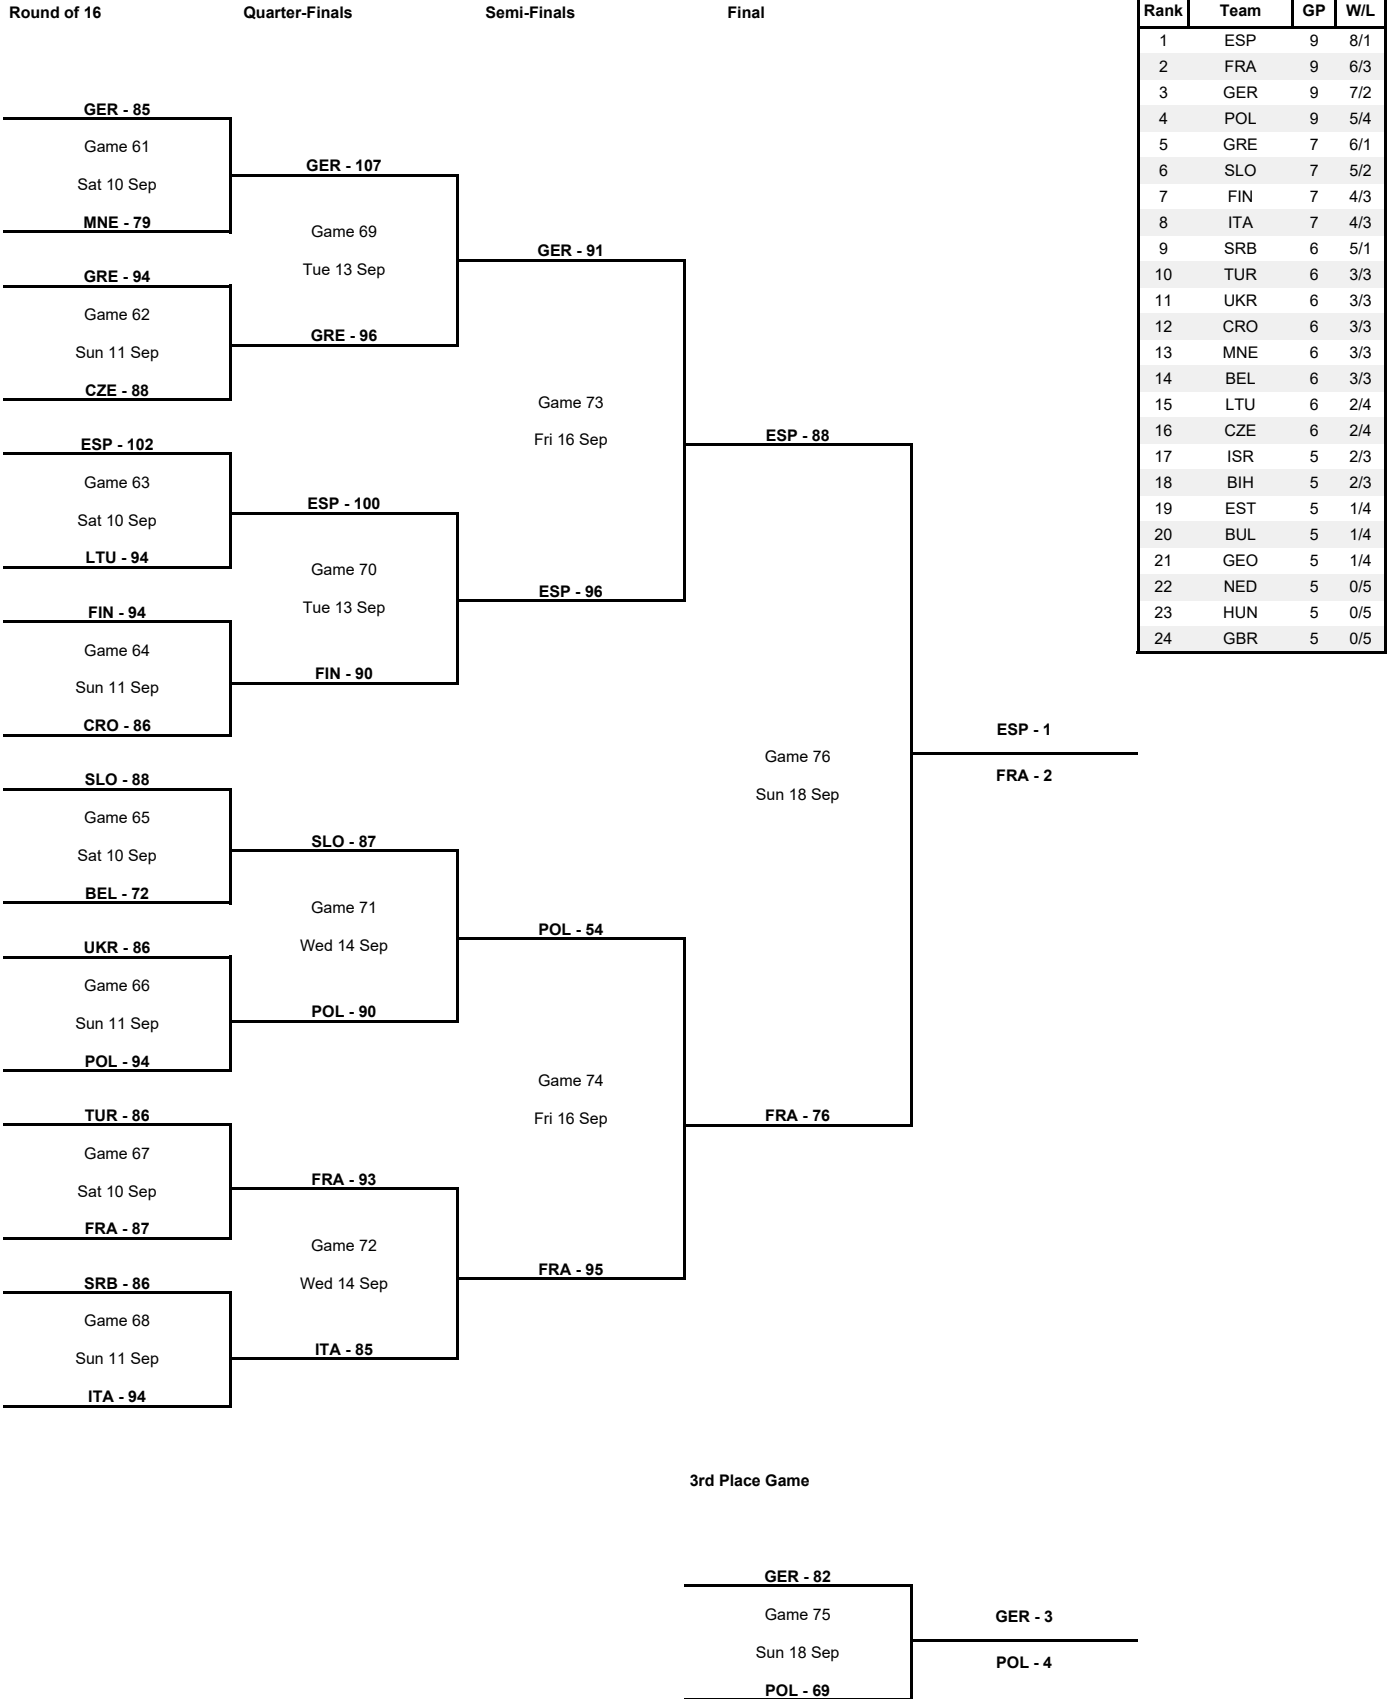 Round of 16
Quarter-Finals
Semi-Finals
Final
GER - 85
Game 61
Sat 10 Sep
MNE - 79
GRE - 94
Game 62
Sun 11 Sep
CZE - 88
ESP - 102
Game 63
Sat 10 Sep
LTU - 94
FIN - 94
Game 64
Sun 11 Sep
CRO - 86
SLO - 88
Game 65
Sat 10 Sep
BEL - 72
UKR - 86
Game 66
Sun 11 Sep
POL - 94
TUR - 86
Game 67
Sat 10 Sep
FRA - 87
SRB - 86
Game 68
Sun 11 Sep
ITA - 94
GER - 107
Game 69
Tue 13 Sep
GRE - 96
ESP - 100
Game 70
Tue 13 Sep
FIN - 90
SLO - 87
Game 71
Wed 14 Sep
POL - 90
FRA - 93
Game 72
Wed 14 Sep
ITA - 85
GER - 91
Game 73
Fri 16 Sep
ESP - 96
POL - 54
Game 74
Fri 16 Sep
FRA - 95
ESP - 88
Game 76
Sun 18 Sep
FRA - 76
ESP - 1
FRA - 2
3rd Place Game
GER - 82
Game 75
Sun 18 Sep
POL - 69
GER - 3
POL - 4
Rank Team GP W/L
1 ESP 9 8/1
2 FRA 9 6/3
3 GER 9 7/2
4 POL 9 5/4
5 GRE 7 6/1
6 SLO 7 5/2
7 FIN 7 4/3
8 ITA 7 4/3
9 SRB 6 5/1
10 TUR 6 3/3
11 UKR 6 3/3
12 CRO 6 3/3
13 MNE 6 3/3
14 BEL 6 3/3
15 LTU 6 2/4
16 CZE 6 2/4
17 ISR 5 2/3
18 BIH 5 2/3
19 EST 5 1/4
20 BUL 5 1/4
21 GEO 5 1/4
22 NED 5 0/5
23 HUN 5 0/5
24 GBR 5 0/5